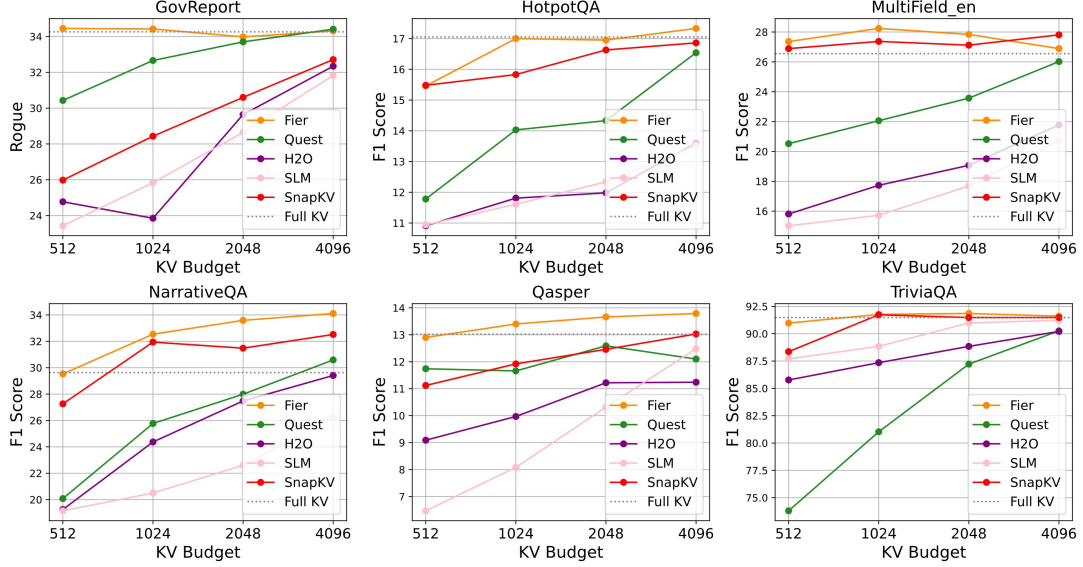 GovReport
Rogue
34
32
30
28
26
24
512
1024
2048
4096
KV Budget
Fier
Quest
H2O
SLM
SnapKV
Full KV
HotpotQA
F1 Score
17
16
15
14
13
12
11
512
1024
2048
4096
KV Budget
Fier
Quest
H2O
SLM
SnapKV
Full KV
MultiField_en
F1 Score
28
26
24
22
20
18
16
512
1024
2048
4096
KV Budget
Fier
Quest
H2O
SLM
SnapKV
Full KV
NarrativeQA
F1 Score
34
32
30
28
26
24
22
20
512
1024
2048
4096
KV Budget
Fier
Quest
H2O
SLM
SnapKV
Full KV
Qasper
F1 Score
14
13
12
11
10
9
8
7
512
1024
2048
4096
KV Budget
Fier
Quest
H2O
SLM
SnapKV
Full KV
TriviaQA
F1 Score
92.5
90.0
87.5
85.0
82.5
80.0
77.5
75.0
512
1024
2048
4096
KV Budget
Fier
Quest
H2O
SLM
SnapKV
Full KV